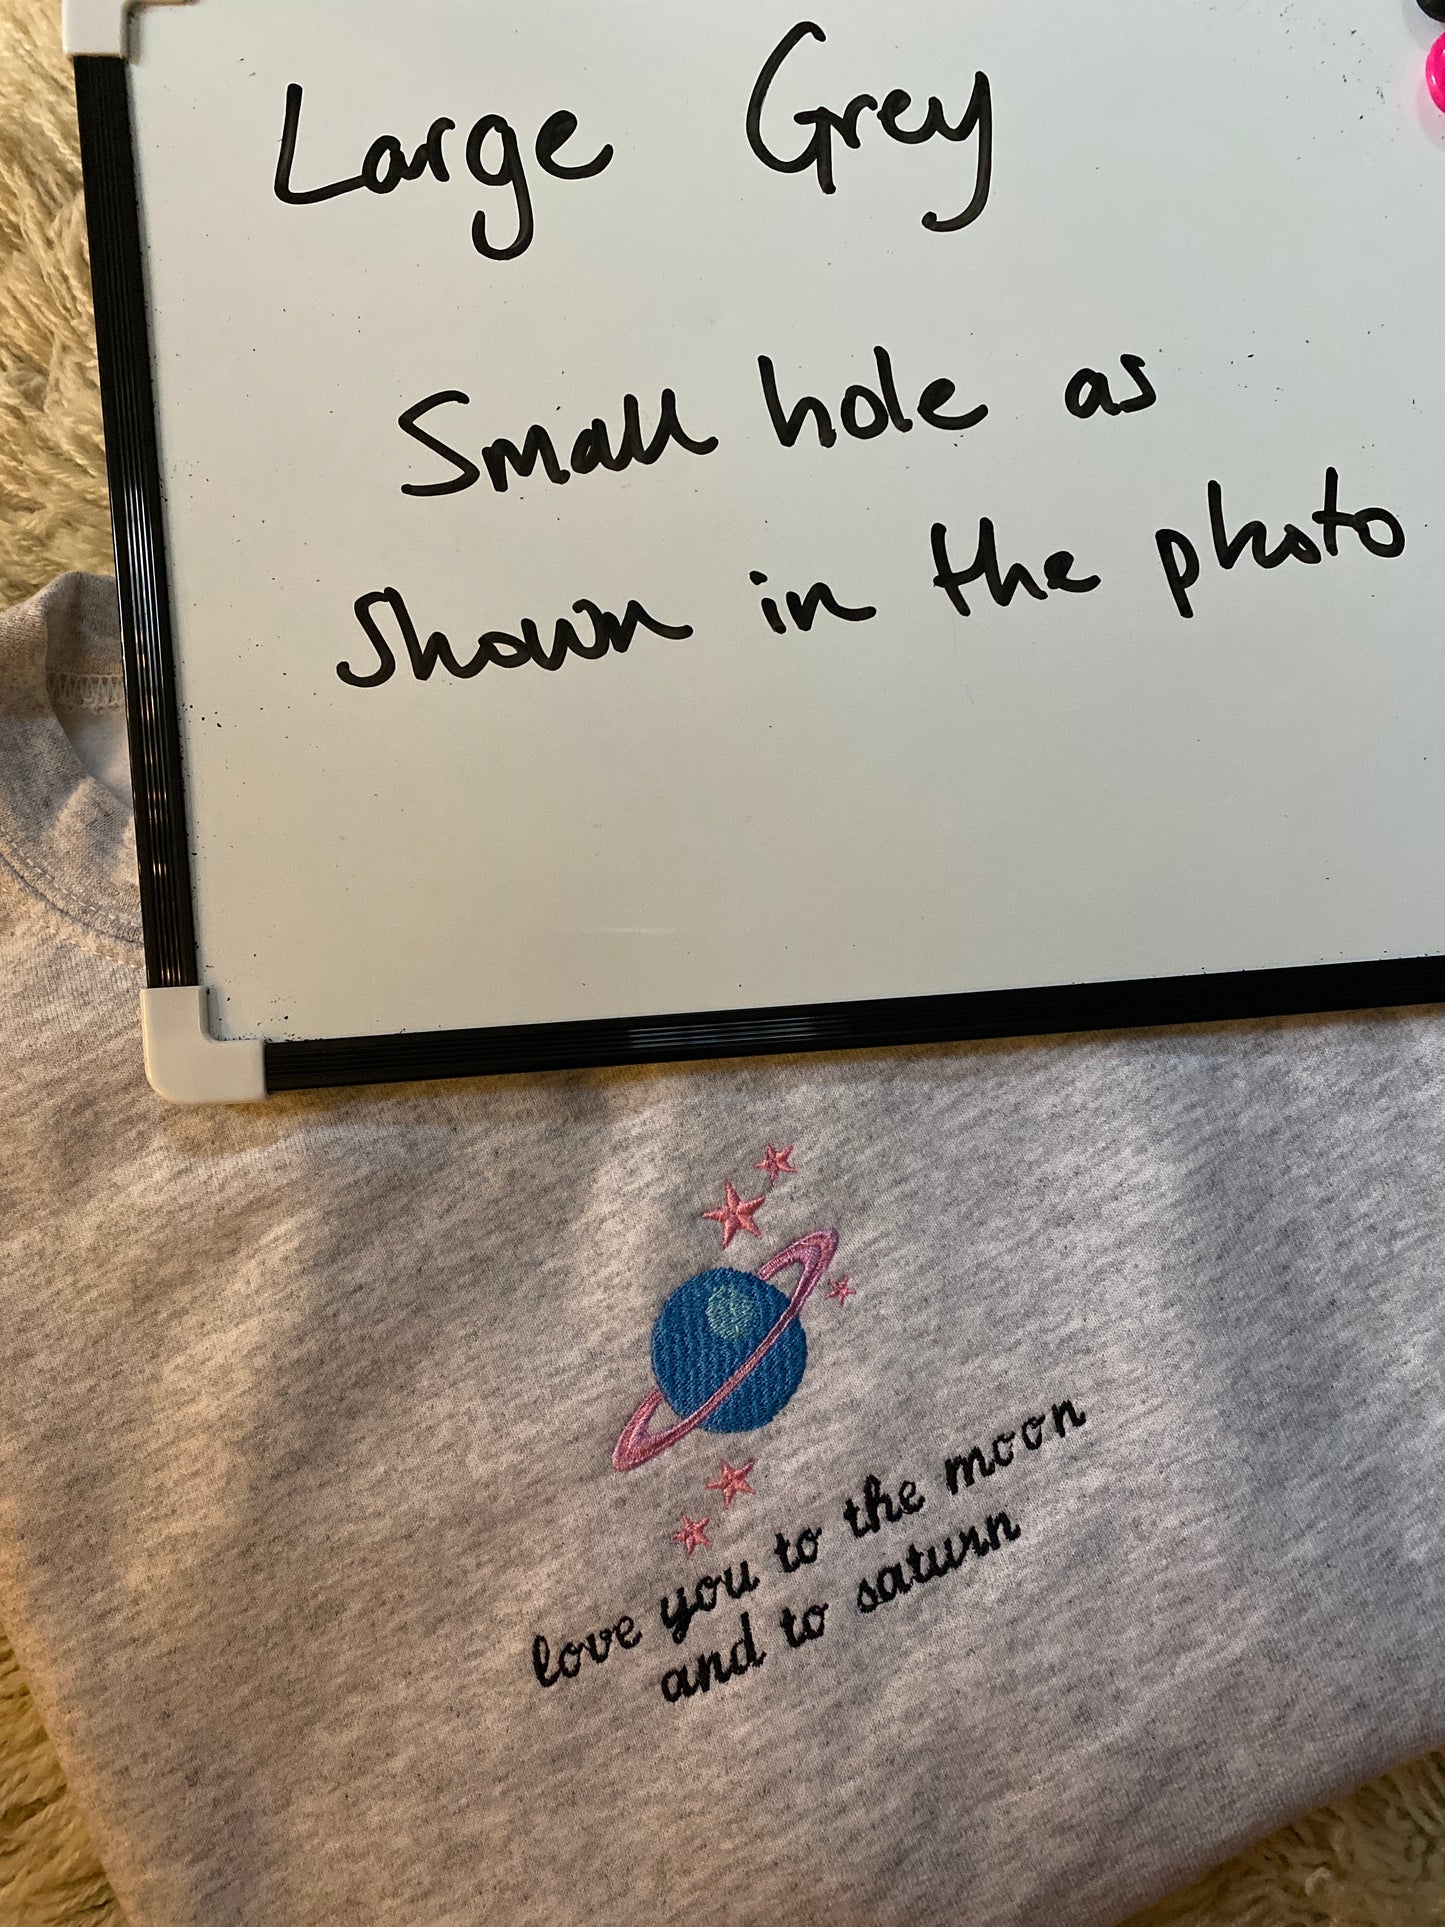 Large Grey
Small hole as
shown in the photo
love you to the moon
and to saturn